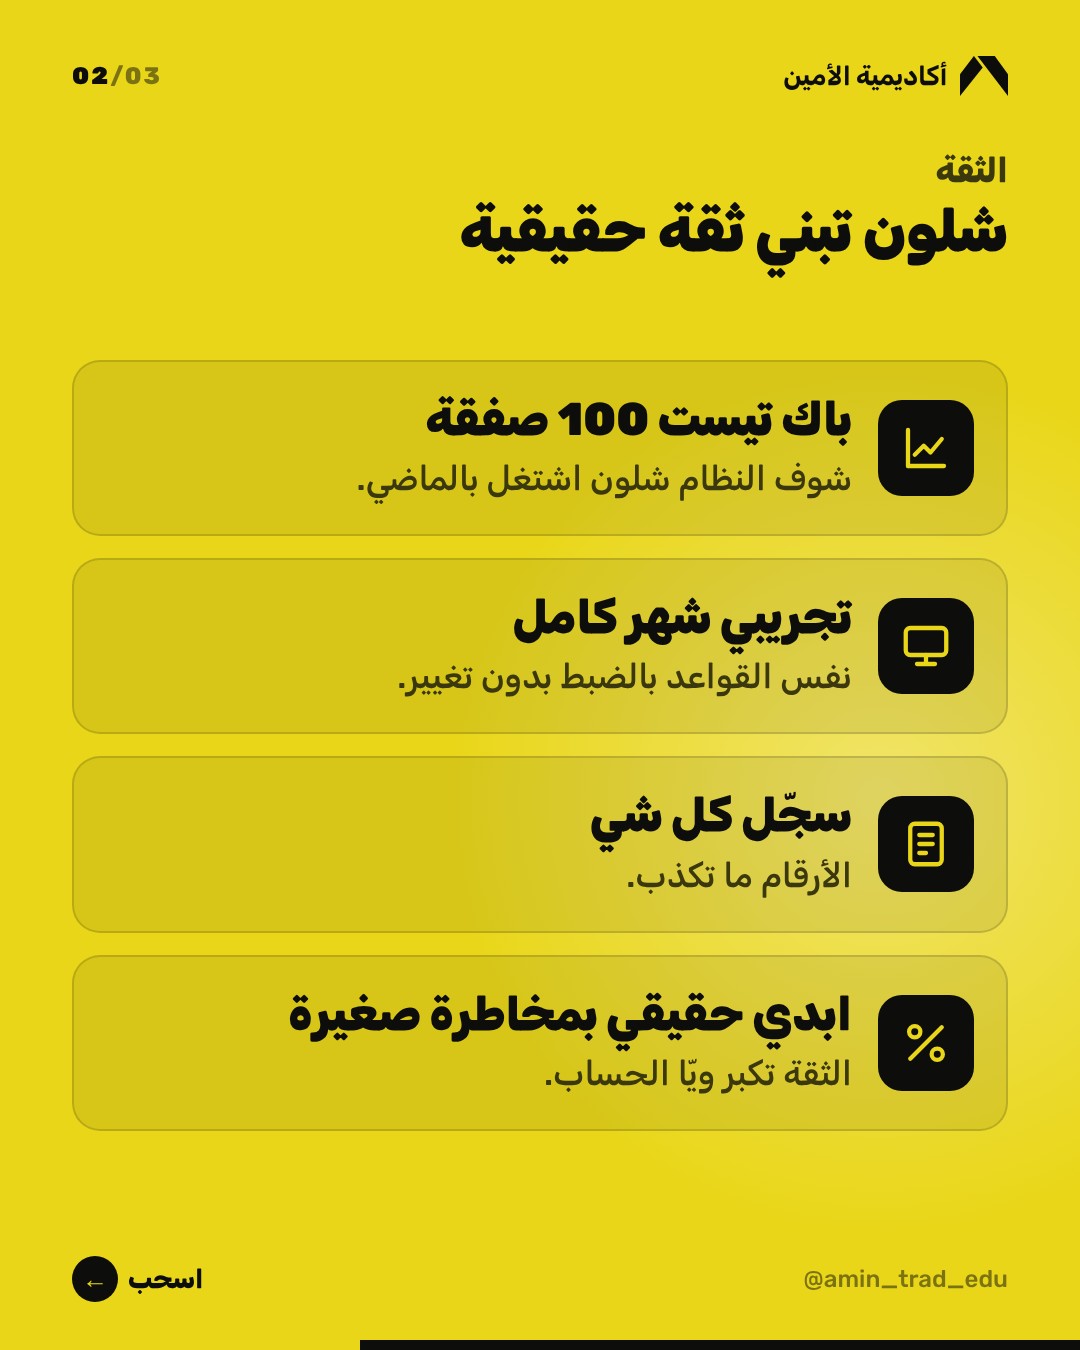 أكاديمية الأمين
02/03
الثقة
شلون تبني ثقة حقيقية
باك تيست 100 صفقة
شوف النظام شلون اشتغل بالماضي.
تجريبي شهر كامل
نفس القواعد بالضبط بدون تغيير.
سجّل كل شي
الأرقام ما تكذب.
ابدي حقيقي بمخاطرة صغيرة
الثقة تكبر ويّا الحساب.
@amin_trad_edu
اسحب ←